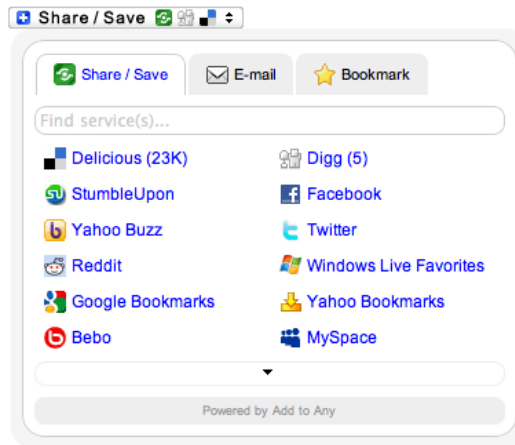 Share / Save
Share / Save E-mail Bookmark
Find service(s)...
Delicious (23K) Digg (5)
StumbleUpon Facebook
Yahoo Buzz Twitter
Reddit Windows Live Favorites
Google Bookmarks Yahoo Bookmarks
Bebo MySpace
Powered by Add to Any